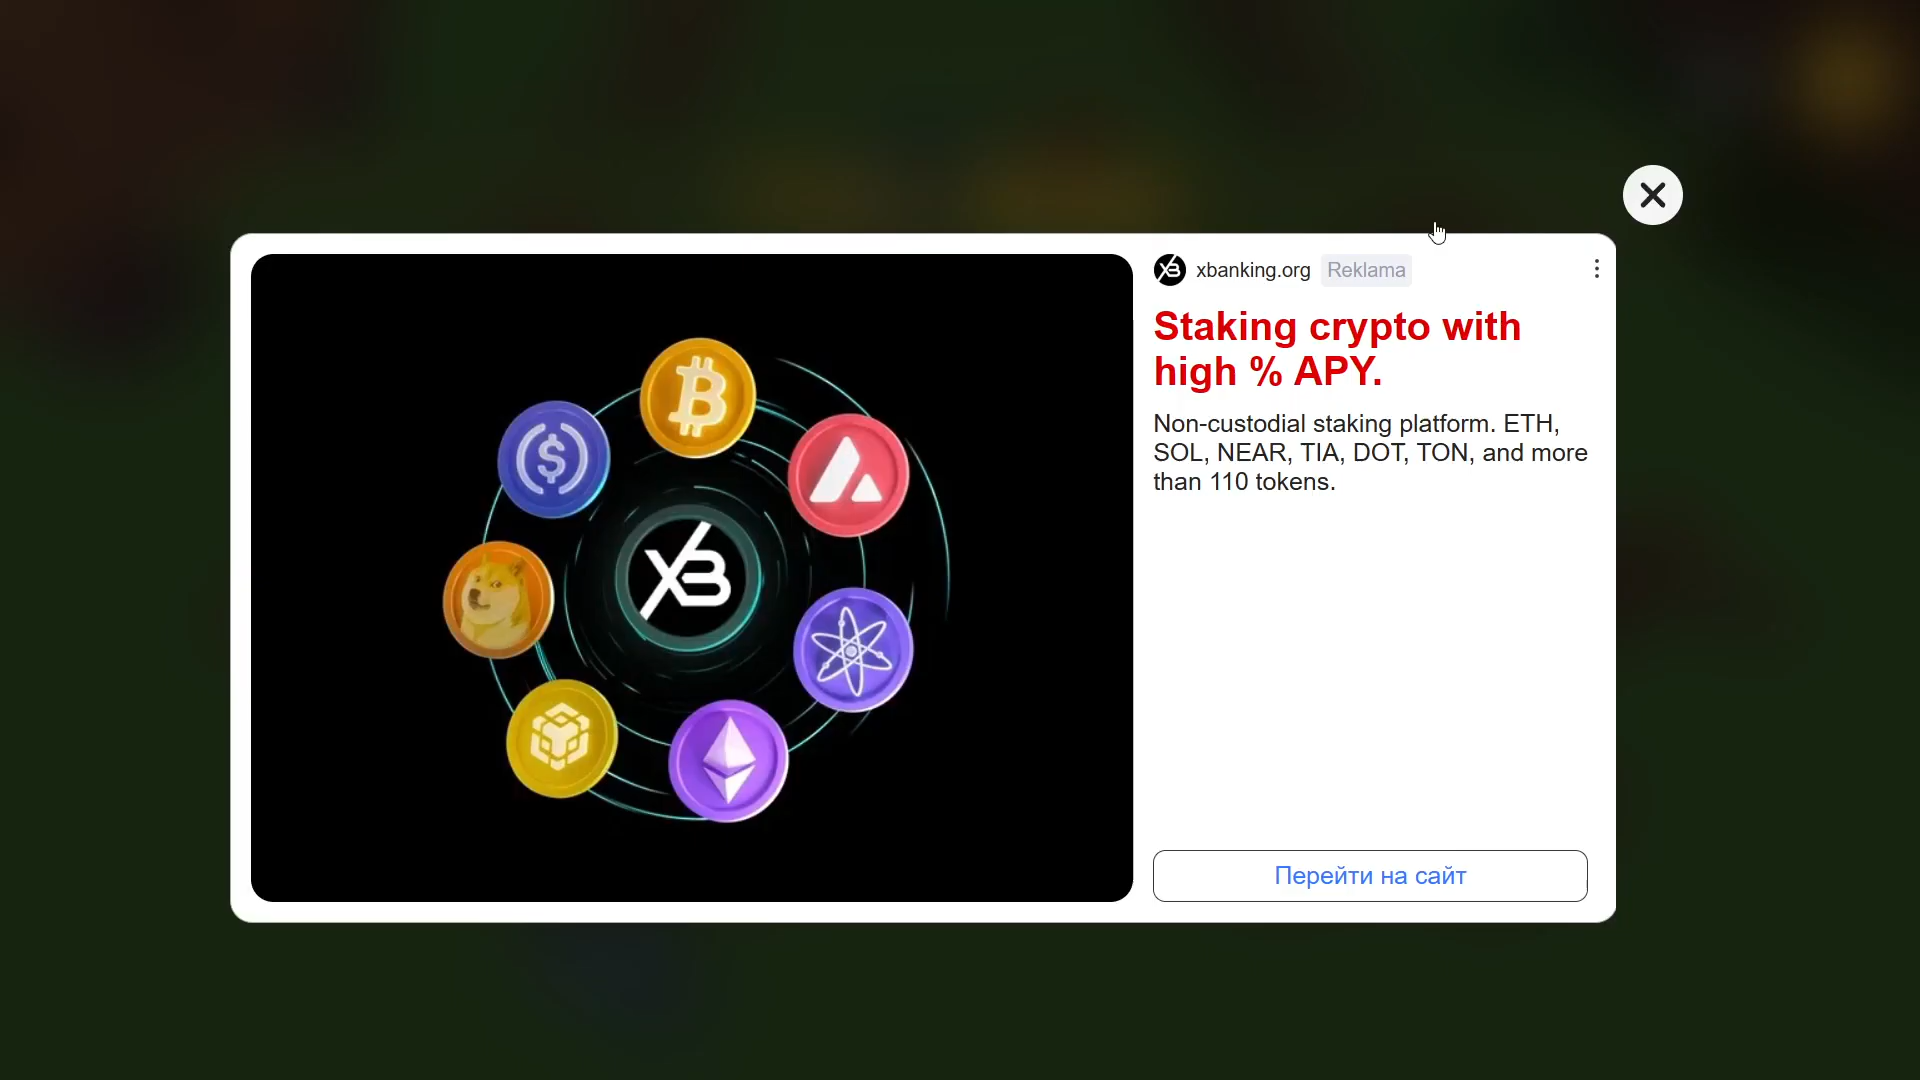 xbanking.org Reklama
Staking crypto with
high % APY.
Non-custodial staking platform. ETH,
SOL, NEAR, TIA, DOT, TON, and more
than 110 tokens.
Перейти на сайт
XB